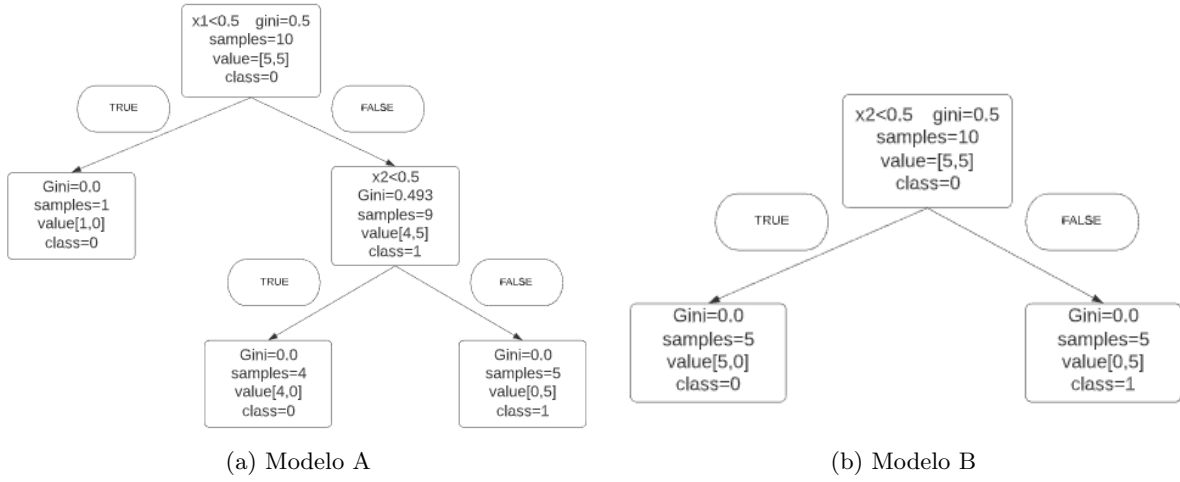 x1<0.5 gini=0.5
samples=10
value=[5,5]
class=0
TRUE
FALSE
Gini=0.0
samples=1
value[1,0]
class=0
x2<0.5
Gini=0.493
samples=9
value[4,5]
class=1
TRUE
FALSE
Gini=0.0
samples=4
value[4,0]
class=0
Gini=0.0
samples=5
value[0,5]
class=1
(a) Modelo A
x2<0.5 gini=0.5
samples=10
value=[5,5]
class=0
TRUE
FALSE
Gini=0.0
samples=5
value[5,0]
class=0
Gini=0.0
samples=5
value[0,5]
class=1
(b) Modelo B